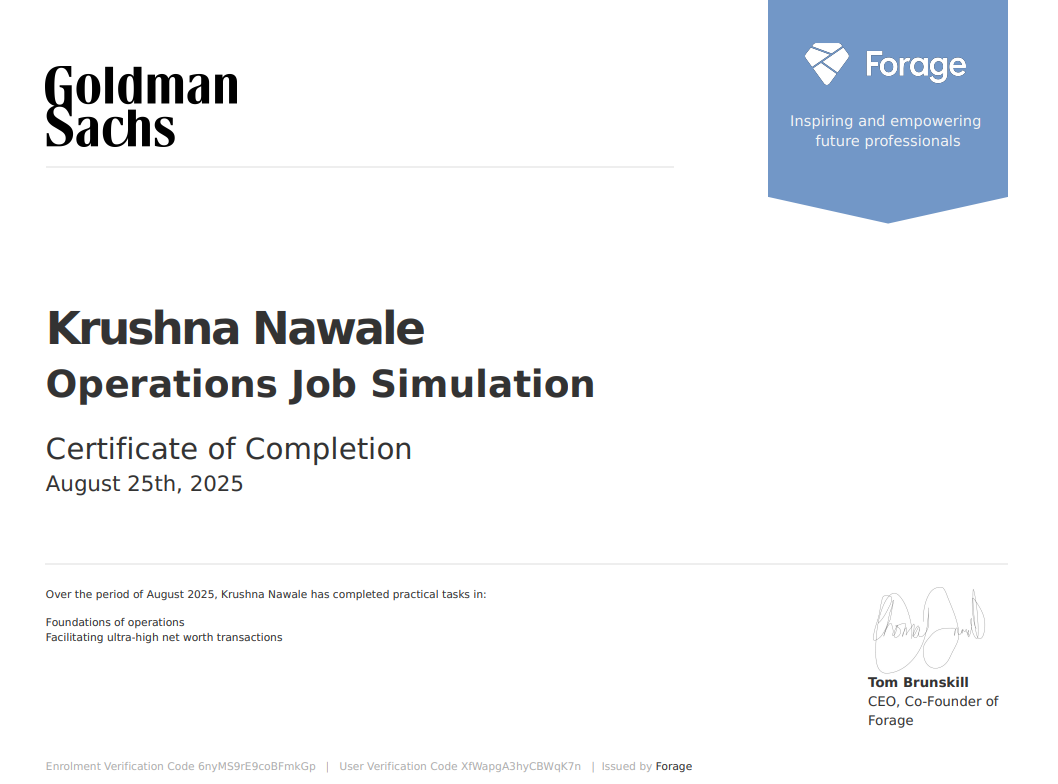 Goldman
Sachs
Forage
Inspiring and empowering
future professionals
Krushna Nawale
Operations Job Simulation
Certificate of Completion
August 25th, 2025
Over the period of August 2025, Krushna Nawale has completed practical tasks in:
Foundations of operations
Facilitating ultra-high net worth transactions
Tom Brunskill
CEO, Co-Founder of
Forage
Enrolment Verification Code 6nyMS9rE9coBFmkGp | User Verification Code XfWapgA3hyCBWqK7n | Issued by Forage